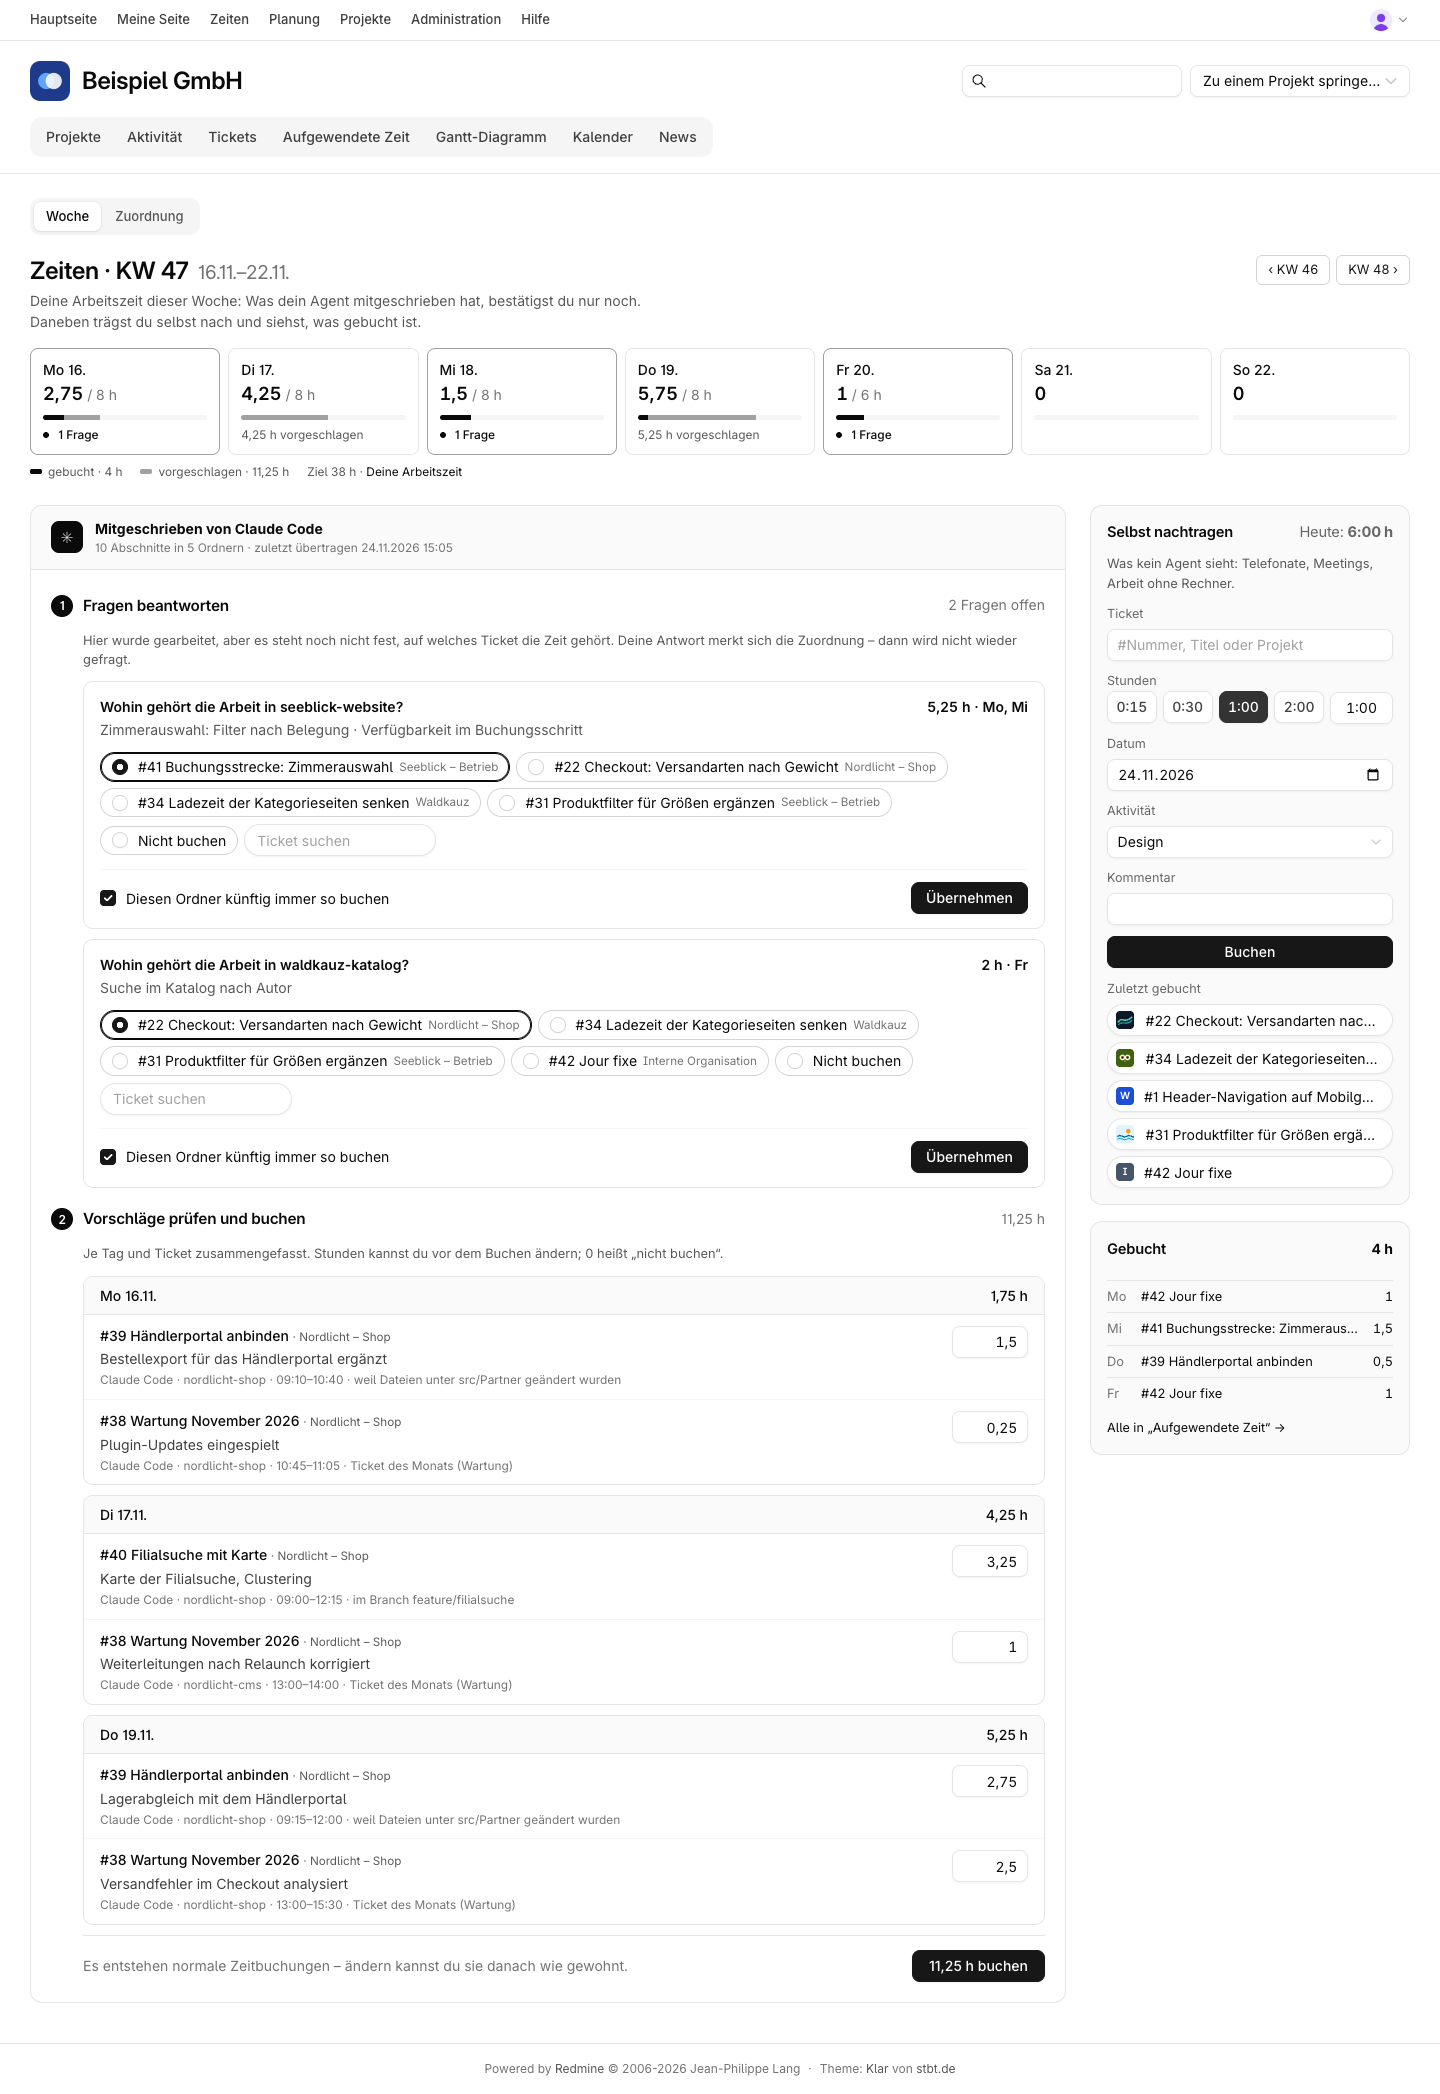 Hauptseite Meine Seite Zeiten Planung Projekte Administration Hilfe
Beispiel GmbH
Zu einem Projekt springe...
Projekte Aktivität Tickets Aufgewendete Zeit Gantt-Diagramm Kalender News
Woche Zuordnung
Zeiten · KW 47 16.11.–22.11.
‹ KW 46 KW 48 ›
Deine Arbeitszeit dieser Woche: Was dein Agent mitgeschrieben hat, bestätigst du nur noch.
Daneben trägst du selbst nach und siehst, was gebucht ist.
Mo 16.
2,75 / 8 h
1 Frage
Di 17.
4,25 / 8 h
4,25 h vorgeschlagen
Mi 18.
1,5 / 8 h
1 Frage
Do 19.
5,75 / 8 h
5,25 h vorgeschlagen
Fr 20.
1 / 6 h
1 Frage
Sa 21.
0
So 22.
0
gebucht · 4 h vorgeschlagen · 11,25 h Ziel 38 h · Deine Arbeitszeit
Mitgeschrieben von Claude Code
10 Abschnitte in 5 Ordnern · zuletzt übertragen 24.11.2026 15:05
1 Fragen beantworten 2 Fragen offen
Hier wurde gearbeitet, aber es steht noch nicht fest, auf welches Ticket die Zeit gehört. Deine Antwort merkt sich die Zuordnung – dann wird nicht wieder
gefragt.
Wohin gehört die Arbeit in seeblick-website? 5,25 h · Mo, Mi
Zimmerauswahl: Filter nach Belegung · Verfügbarkeit im Buchungsschritt
#41 Buchungsstrecke: Zimmerauswahl Seeblick – Betrieb #22 Checkout: Versandarten nach Gewicht Nordlicht – Shop
#34 Ladezeit der Kategorieseiten senken Waldkauz #31 Produktfilter für Größen ergänzen Seeblick – Betrieb
Nicht buchen Ticket suchen
Diesen Ordner künftig immer so buchen Übernehmen
Wohin gehört die Arbeit in waldkauz-katalog? 2 h · Fr
Suche im Katalog nach Autor
#22 Checkout: Versandarten nach Gewicht Nordlicht – Shop #34 Ladezeit der Kategorieseiten senken Waldkauz
#31 Produktfilter für Größen ergänzen Seeblick – Betrieb #42 Jour fixe Interne Organisation Nicht buchen
Ticket suchen
Diesen Ordner künftig immer so buchen Übernehmen
2 Vorschläge prüfen und buchen 11,25 h
Je Tag und Ticket zusammengefasst. Stunden kannst du vor dem Buchen ändern; 0 heißt „nicht buchen“.
Mo 16.11. 1,75 h
#39 Händlerportal anbinden · Nordlicht – Shop 1,5
Bestellexport für das Händlerportal ergänzt
Claude Code · nordlicht-shop · 09:10–10:40 · weil Dateien unter src/Partner geändert wurden
#38 Wartung November 2026 · Nordlicht – Shop 0,25
Plugin-Updates eingespielt
Claude Code · nordlicht-shop · 10:45–11:05 · Ticket des Monats (Wartung)
Di 17.11. 4,25 h
#40 Filialsuche mit Karte · Nordlicht – Shop 3,25
Karte der Filialsuche, Clustering
Claude Code · nordlicht-shop · 09:00–12:15 · im Branch feature/filialsuche
#38 Wartung November 2026 · Nordlicht – Shop 1
Weiterleitungen nach Relaunch korrigiert
Claude Code · nordlicht-cms · 13:00–14:00 · Ticket des Monats (Wartung)
Do 19.11. 5,25 h
#39 Händlerportal anbinden · Nordlicht – Shop 2,75
Lagerabgleich mit dem Händlerportal
Claude Code · nordlicht-shop · 09:15–12:00 · weil Dateien unter src/Partner geändert wurden
#38 Wartung November 2026 · Nordlicht – Shop 2,5
Versandfehler im Checkout analysiert
Claude Code · nordlicht-shop · 13:00–15:30 · Ticket des Monats (Wartung)
Es entstehen normale Zeitbuchungen – ändern kannst du sie danach wie gewohnt. 11,25 h buchen
Selbst nachtragen Heute: 6:00 h
Was kein Agent sieht: Telefonate, Meetings,
Arbeit ohne Rechner.
Ticket
#Nummer, Titel oder Projekt
Stunden
0:15 0:30 1:00 2:00 1:00
Datum
24.11.2026
Aktivität
Design
Kommentar
Buchen
Zuletzt gebucht
#22 Checkout: Versandarten nac...
#34 Ladezeit der Kategorieseiten...
W #1 Header-Navigation auf Mobilg...
#31 Produktfilter für Größen ergä...
I #42 Jour fixe
Gebucht 4 h
Mo #42 Jour fixe 1
Mi #41 Buchungsstrecke: Zimmeraus... 1,5
Do #39 Händlerportal anbinden 0,5
Fr #42 Jour fixe 1
Alle in „Aufgewendete Zeit“ →
Powered by Redmine © 2006-2026 Jean-Philippe Lang · Theme: Klar von stbt.de